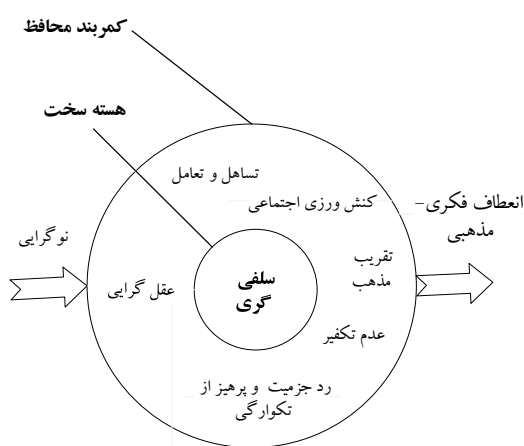 کمربند محافظ
هسته سخت
تساهل و تعامل
کنش ورزی اجتماعی
انعطاف فکری-
مذهبی
نوگرایی
تقریب
مذهب
سلفی
گری
عقل گرایی
عدم تکفیر
رد جزمیت و پرهیز از
تکوارگی